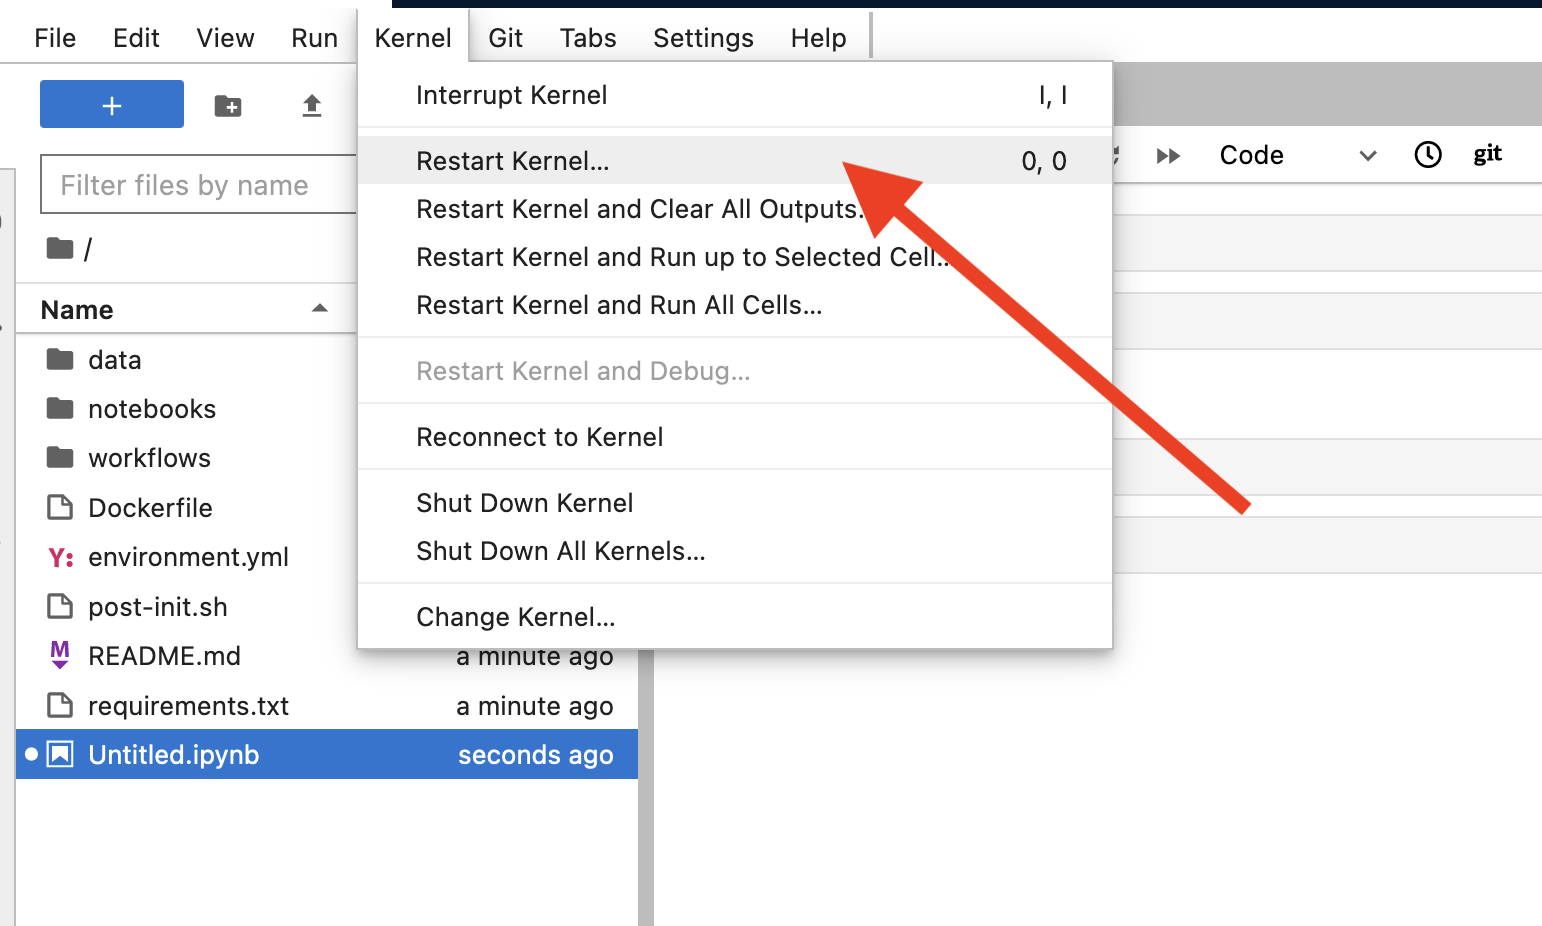 File Edit View Run Kernel Git Tabs Settings Help
+
Filter files by name
/
Name
data
notebooks
workflows
Dockerfile
Y: environment.yml
post-init.sh
M README.md a minute ago
requirements.txt a minute ago
Untitled.ipynb seconds ago
Interrupt Kernel I, I
Restart Kernel... 0, 0
Restart Kernel and Clear All Outputs.
Restart Kernel and Run up to Selected Cell..
Restart Kernel and Run All Cells...
Restart Kernel and Debug...
Reconnect to Kernel
Shut Down Kernel
Shut Down All Kernels...
Change Kernel...
Code git